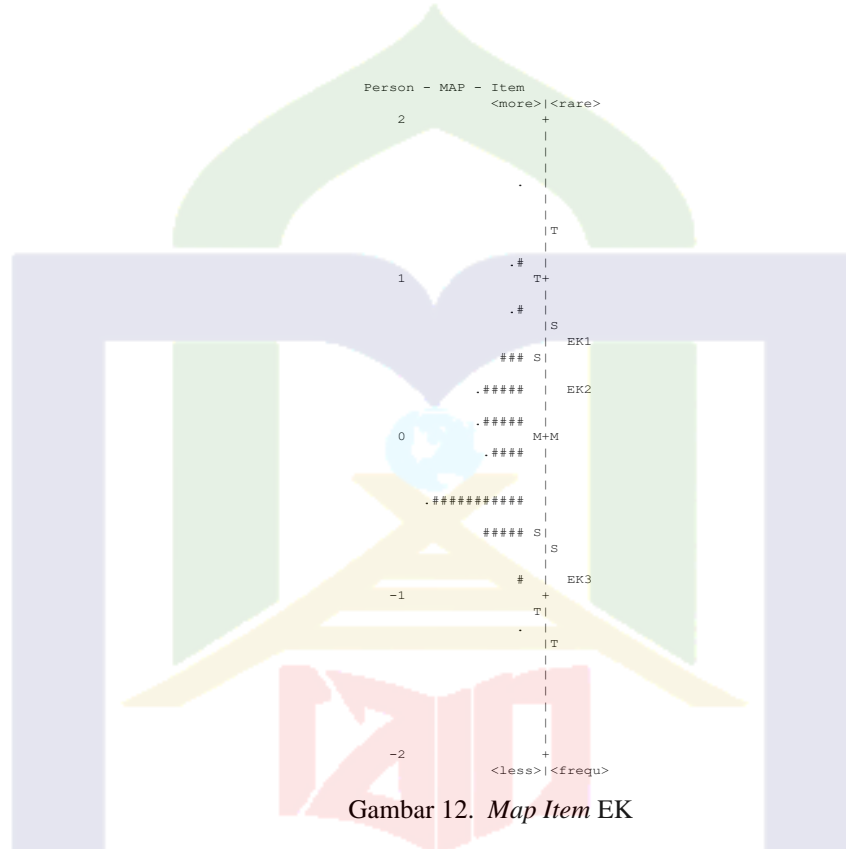 Person - MAP - Item
<more>|<rare>
2 +
|
|
|
. |
|
|
|T
|
.# |
1 T+
|
.# |
|S
| EK1
### S|
|
.##### | EK2
|
.##### |
0 M+M
.#### |
|
|
.########### |
|
##### S|
|S
|
# | EK3
-1 +
T|
. |
|T
|
|
|
|
|
|
-2 +
<less>|<frequ>
Gambar 12. Map Item EK